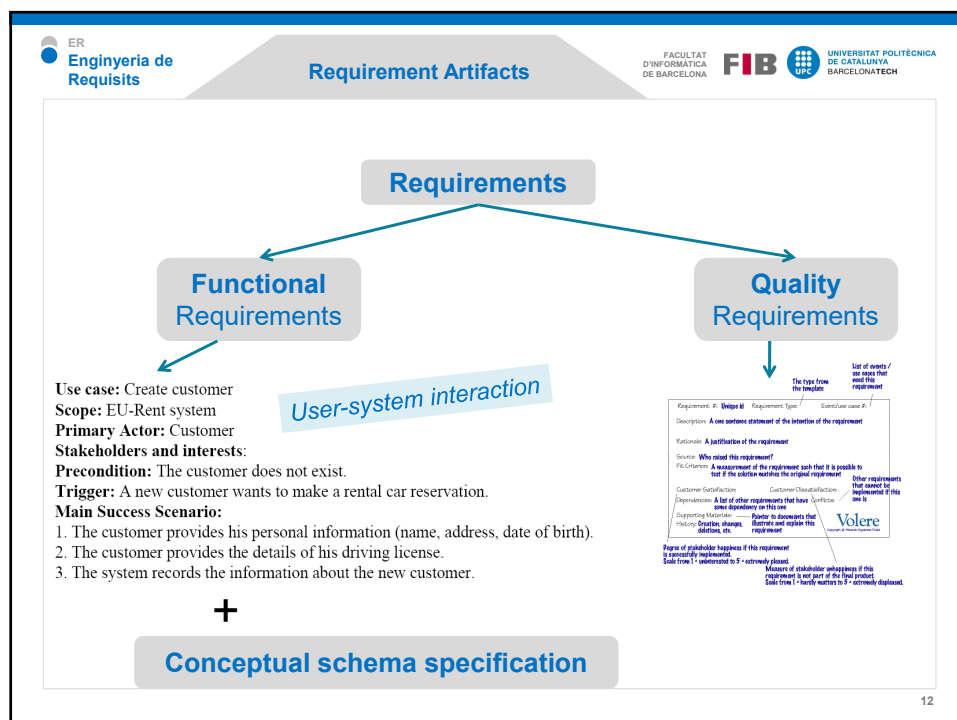 ER
Enginyeria de
Requisits
Requirement Artifacts
FACULTAT
D'INFORMÀTICA
DE BARCELONA
FIB
UPC
UNIVERSITAT POLITÈCNICA
DE CATALUNYA
BARCELONATECH
Requirements
Functional
Requirements
Quality
Requirements
Use case: Create customer
Scope: EU-Rent system
Primary Actor: Customer
Stakeholders and interests:
Precondition: The customer does not exist.
Trigger: A new customer wants to make a rental car reservation.
Main Success Scenario:
1. The customer provides his personal information (name, address, date of birth).
2. The customer provides the details of his driving license.
3. The system records the information about the new customer.
User-system interaction
+
Conceptual schema specification
The type from
the template
List of events /
use cases that
need this
requirement
Requirement #: Unique id Requirement Type: Event/use case #:
Description: A one sentence statement of the intention of the requirement
Rationale: A justification of the requirement
Source: Who raised this requirement?
Fit Criterion: A measurement of the requirement such that it is possible to
test if the solution matches the original requirement
Other requirements
that cannot be
implemented if this
one is
Customer Satisfaction: Customer Dissatisfaction:
Dependencies: A list of other requirements that have
some dependency on this one
Conflicts:
Supporting Materials: Pointer to documents that
illustrate and explain this
requirement
History: Creation, changes,
deletions, etc.
Volere
Degree of stakeholder happiness if this requirement
is successfully implemented.
Scale from 1 = uninterested to 5 = extremely pleased.
Measure of stakeholder unhappiness if this
requirement is not part of the final product.
Scale from 1 = hardly matters to 5 = extremely displeased.
12